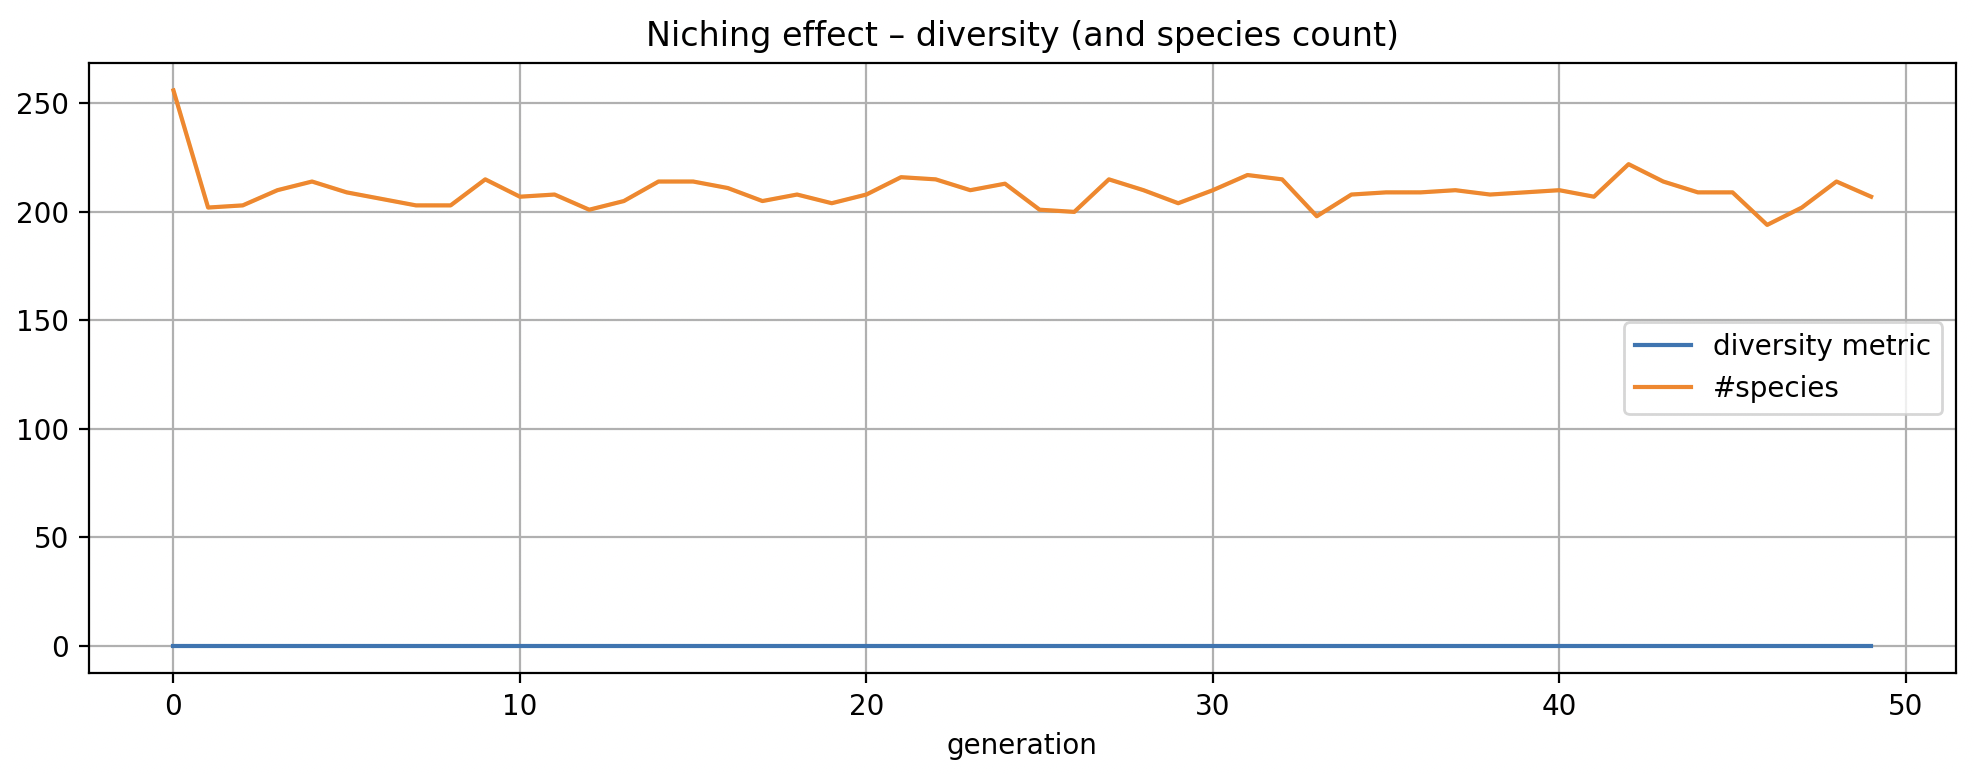 Niching effect – diversity (and species count)
250
200
150
100
50
0
diversity metric
#species
0 10 20 30 40 50
generation